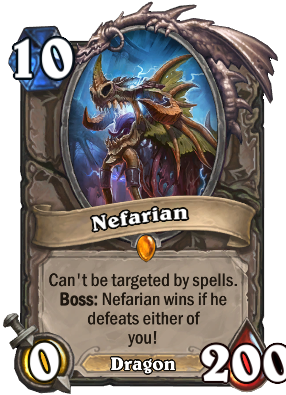 10
Nefarian
Can't be targeted by spells.
Boss: Nefarian wins if he
defeats either of
you!
Dragon
0
200